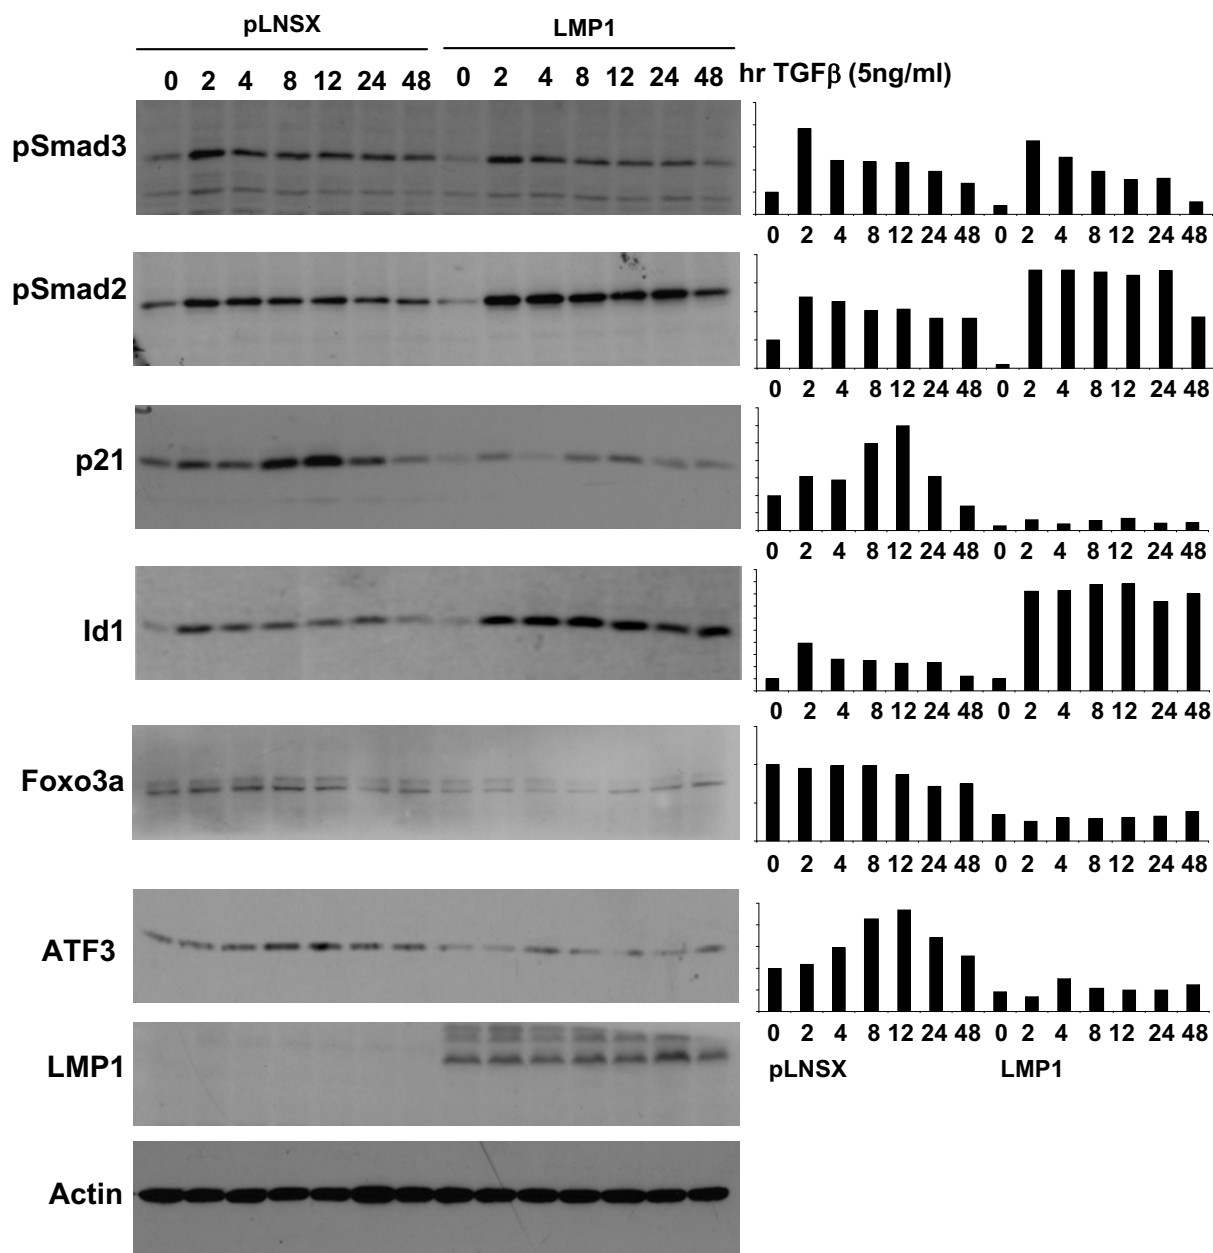 pLNSX LMP1
0 2 4 8 12 24 48 0 2 4 8 12 24 48 hr TGFβ (5ng/ml)
pSmad3
0 2 4 8 12 24 48 0 2 4 8 12 24 48
pSmad2
0 2 4 8 12 24 48 0 2 4 8 12 24 48
p21
0 2 4 8 12 24 48 0 2 4 8 12 24 48
Id1
0 2 4 8 12 24 48 0 2 4 8 12 24 48
Foxo3a
0 2 4 8 12 24 48 0 2 4 8 12 24 48
ATF3
0 2 4 8 12 24 48 0 2 4 8 12 24 48
LMP1
pLNSX LMP1
Actin